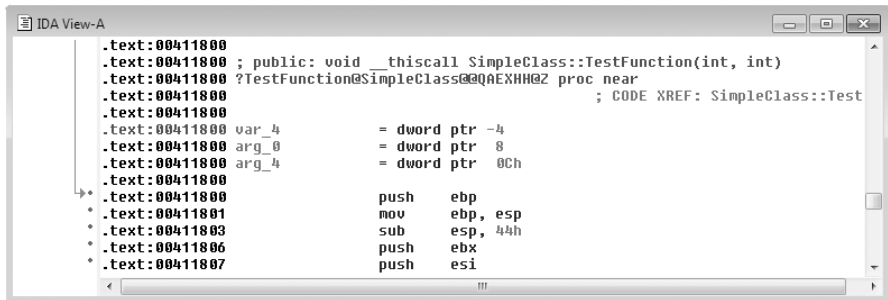 IDA View-A
.text:00411800
.text:00411800 ; public: void __thiscall SimpleClass::TestFunction(int, int)
.text:00411800 ?TestFunction@SimpleClass@@QAEXHH@Z proc near
.text:00411800 ; CODE XREF: SimpleClass::Test
.text:00411800
.text:00411800 var_4 = dword ptr -4
.text:00411800 arg_0 = dword ptr 8
.text:00411800 arg_4 = dword ptr 0Ch
.text:00411800
.text:00411800 push ebp
.text:00411801 mov ebp, esp
.text:00411803 sub esp, 44h
.text:00411806 push ebx
.text:00411807 push esi